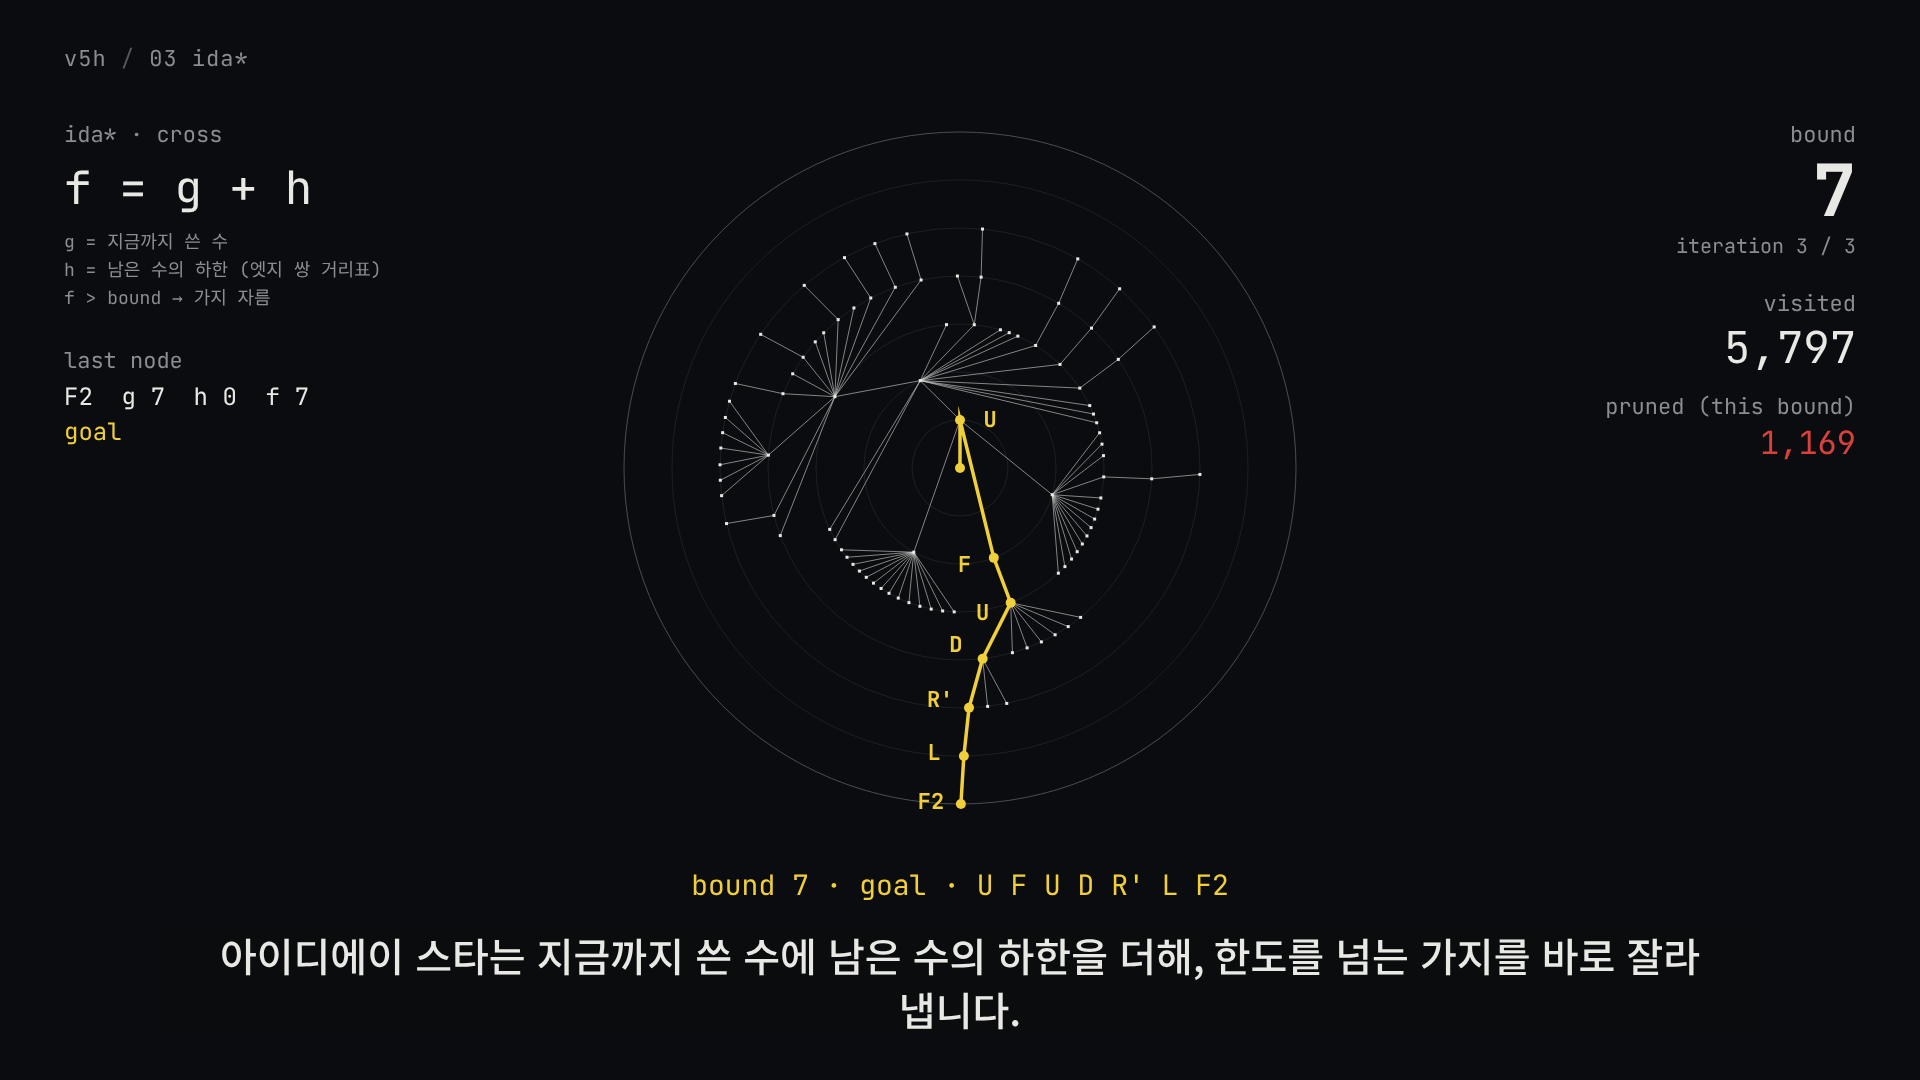 v5h / 03 ida*
ida* · cross
f = g + h
g = 지금까지 쓴 수
h = 남은 수의 하한 (엣지 쌍 거리표)
f > bound → 가지 자름
last node
F2 g 7 h 0 f 7
goal
bound
7
iteration 3 / 3
visited
5,797
pruned (this bound)
1,169
U
F
U
D
R'
L
F2
bound 7 · goal · U F U D R' L F2
아이디에이 스타는 지금까지 쓴 수에 남은 수의 하한을 더해, 한도를 넘는 가지를 바로 잘라
냅니다.